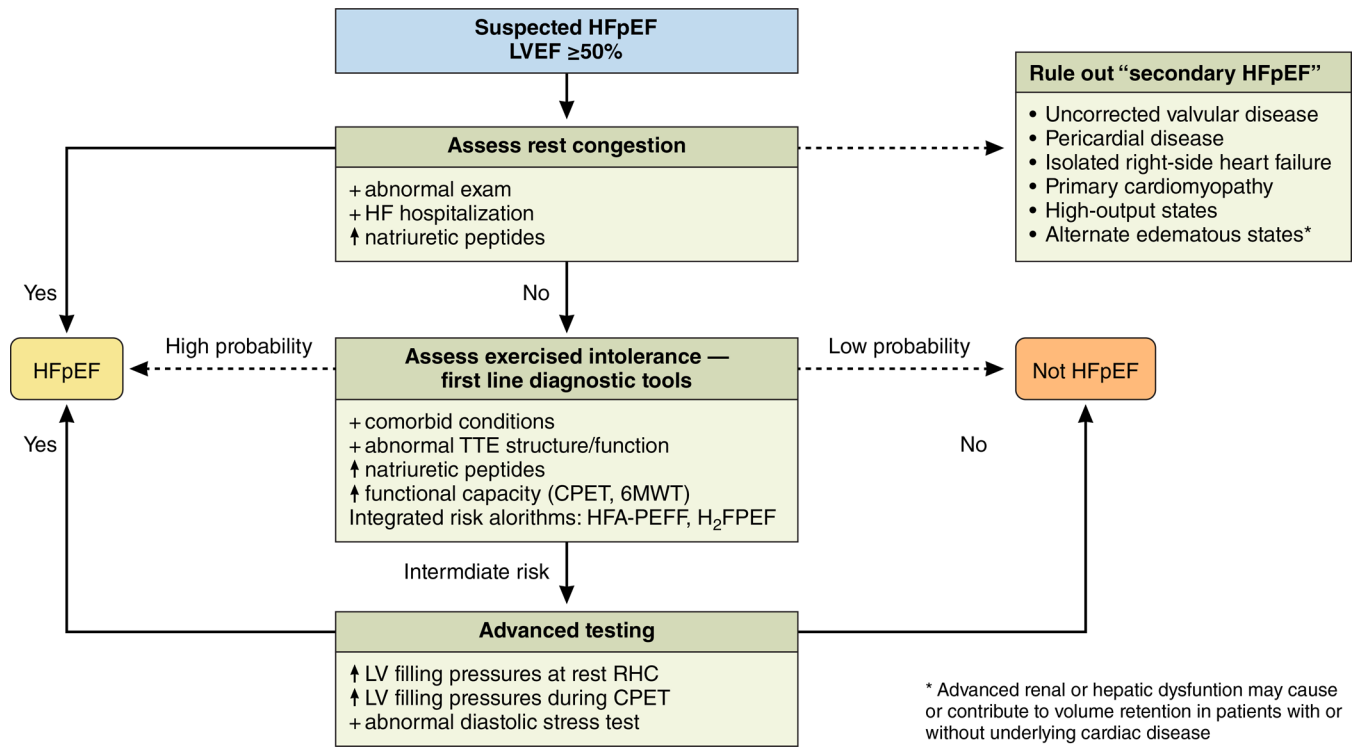 Suspected HFpEF
LVEF ≥50%
Rule out “secondary HFpEF”
• Uncorrected valvular disease
• Pericardial disease
• Isolated right-side heart failure
• Primary cardiomyopathy
• High-output states
• Alternate edematous states*
Assess rest congestion
+ abnormal exam
+ HF hospitalization
↑ natriuretic peptides
Yes
No
HFpEF
High probability
Assess exercised intolerance —
first line diagnostic tools
+ comorbid conditions
+ abnormal TTE structure/function
↑ natriuretic peptides
↑ functional capacity (CPET, 6MWT)
Integrated risk alorithms: HFA-PEFF, H₂FPEF
Low probability
Not HFpEF
Yes
No
Intermdiate risk
Advanced testing
↑ LV filling pressures at rest RHC
↑ LV filling pressures during CPET
+ abnormal diastolic stress test
* Advanced renal or hepatic dysfuntion may cause
or contribute to volume retention in patients with or
without underlying cardiac disease